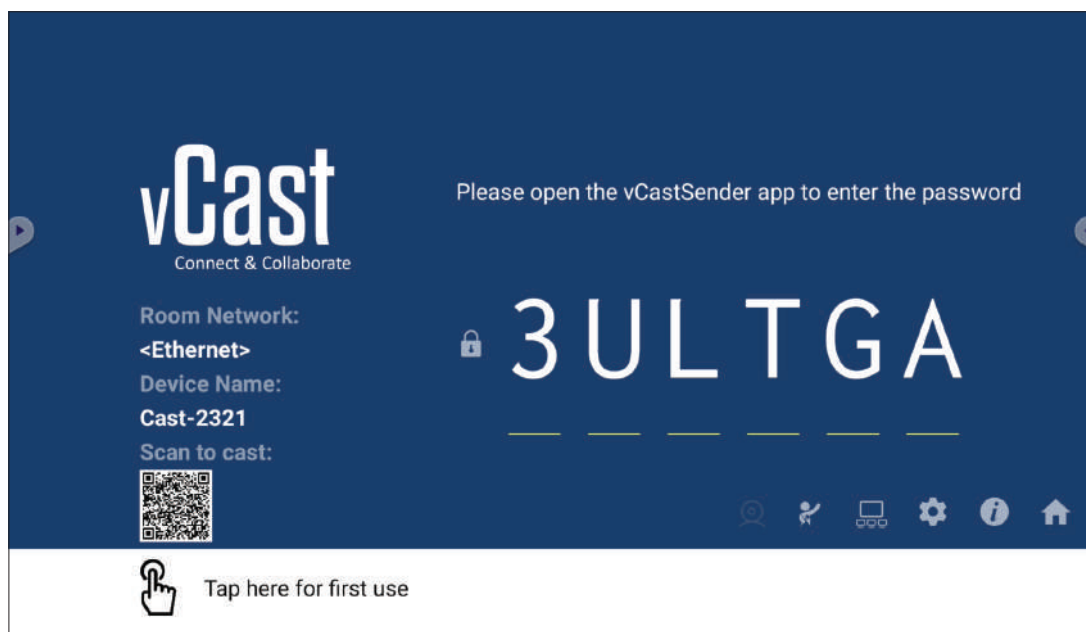 vCast
Connect & Collaborate
Room Network:
<Ethernet>
Device Name:
Cast-2321
Scan to cast:
Please open the vCastSender app to enter the password
3ULTGA
Tap here for first use